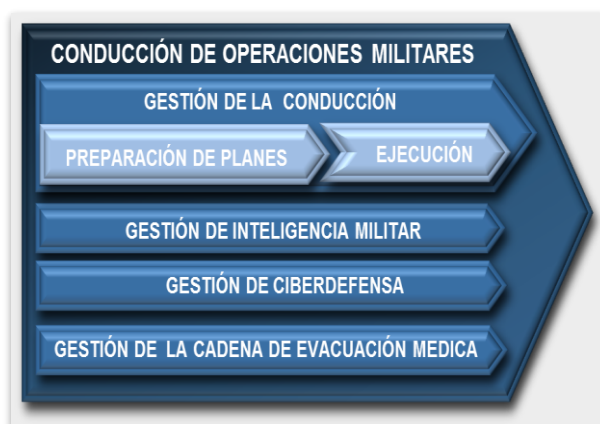 CONDUCCIÓN DE OPERACIONES MILITARES
GESTIÓN DE LA CONDUCCIÓN
PREPARACIÓN DE PLANES
EJECUCIÓN
GESTIÓN DE INTELIGENCIA MILITAR
GESTIÓN DE CIBERDEFENSA
GESTIÓN DE LA CADENA DE EVACUACIÓN MEDICA